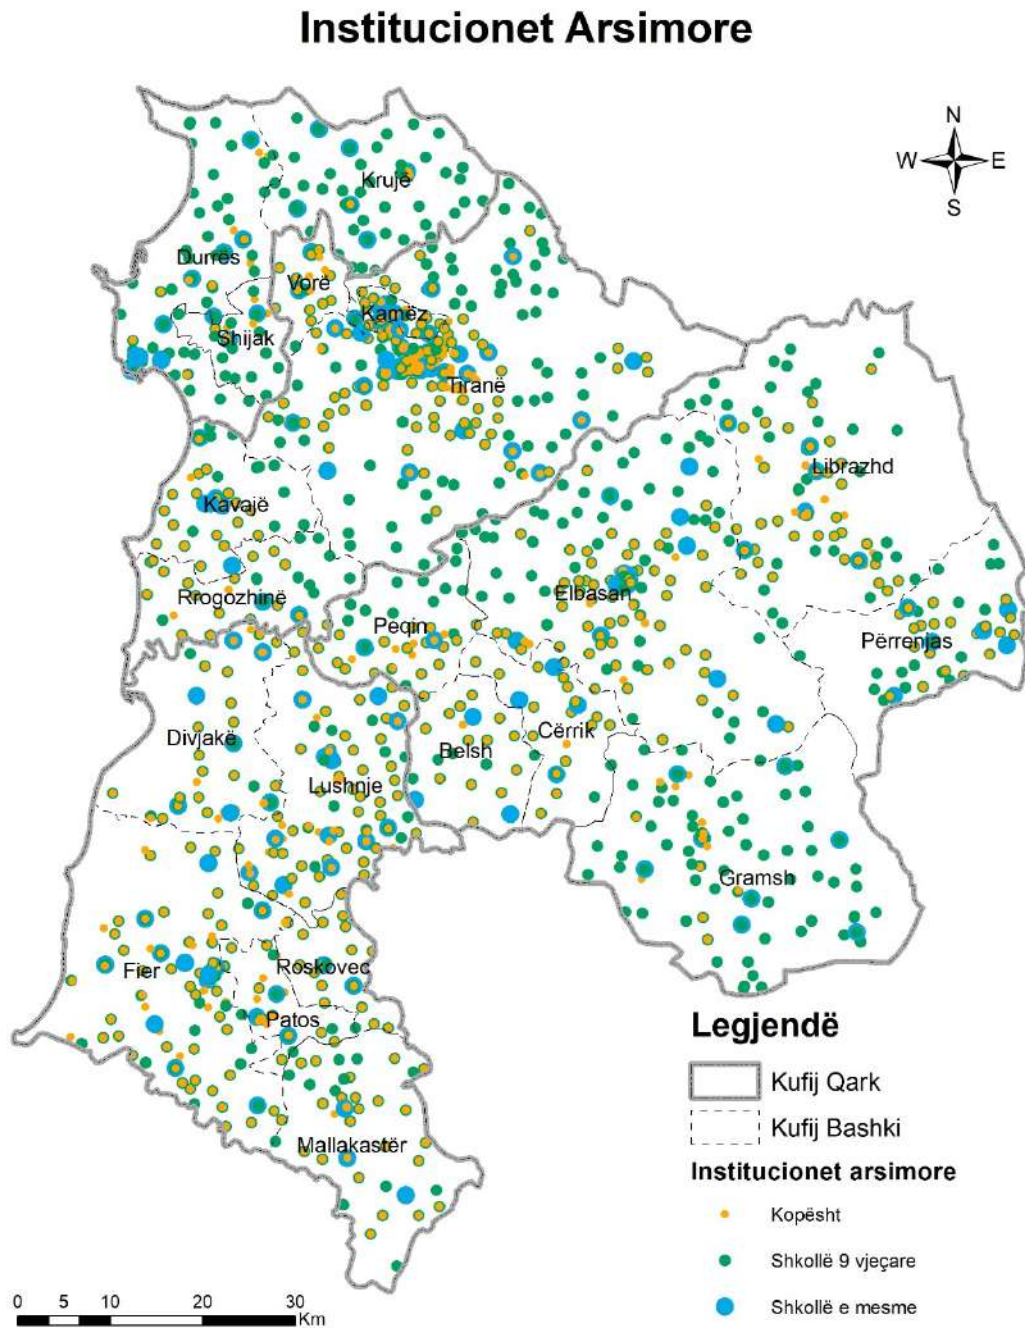 Institucionet Arsimore
N
W E
S
Krujë
Durrës
Vorë
Kamëz
Shijak
Tiranë
Librazhd
Kavajë
Elbasan
Rrogozhinë
Peqin
Përrenjas
Divjakë
Cërrik
Belsh
Lushnje
Gramsh
Roskovec
Fier
Patos
Mallakastër
Legjendë
Kufij Qark
Kufij Bashki
Institucionet arsimore
Kopësht
Shkollë 9 vjeçare
Shkollë e mesme
0 5 10 20 30
Km